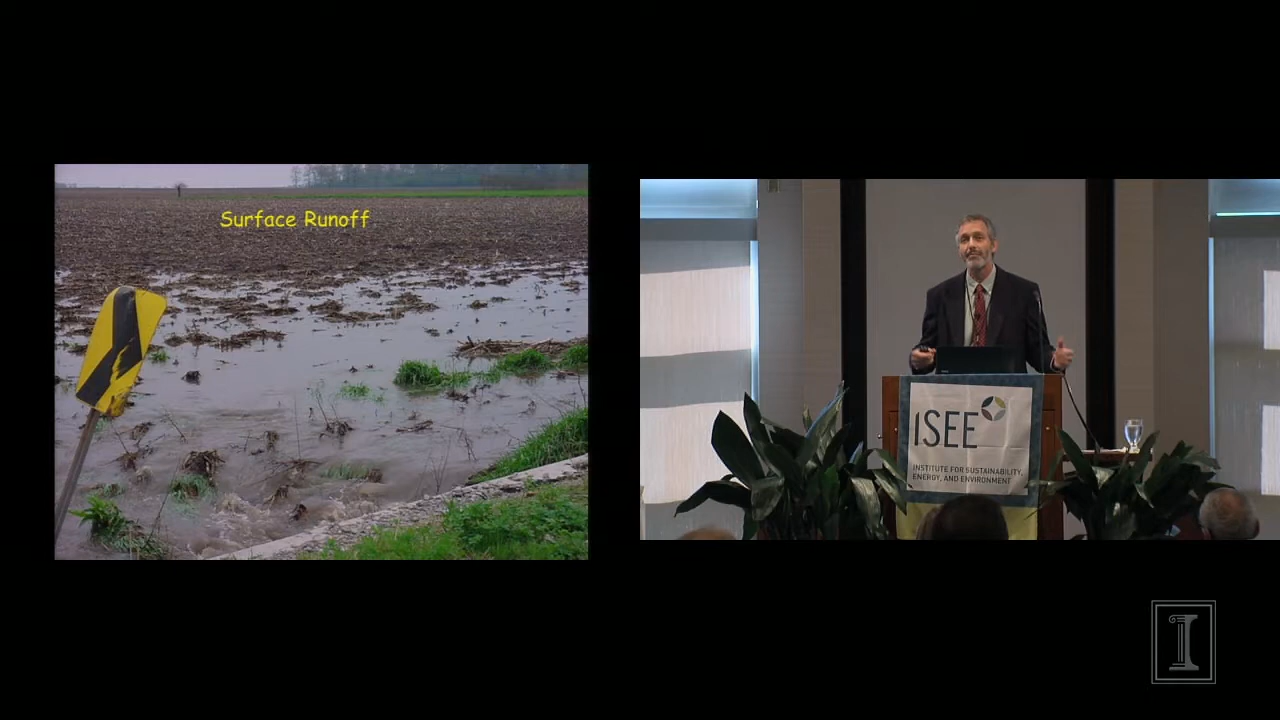 Surface Runoff
iSEE
INSTITUTE FOR SUSTAINABILITY,
ENERGY, AND ENVIRONMENT
I